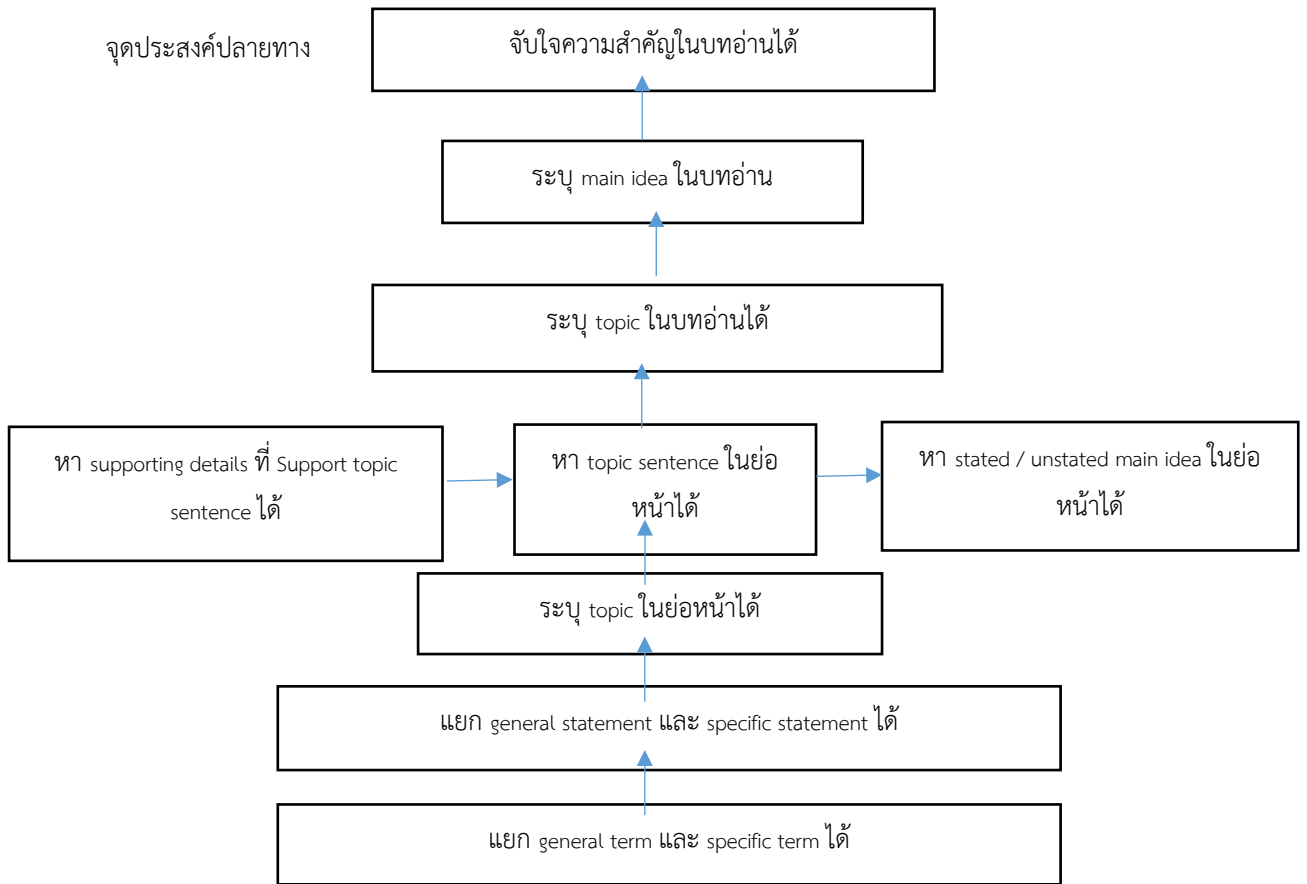 จุดประสงค์ปลายทาง
จับใจความสำคัญในบทอ่านได้
ระบุ main idea ในบทอ่าน
ระบุ topic ในบทอ่านได้
หา supporting details ที่ Support topic
sentence ได้
หา topic sentence ในย่อ
หน้าได้
หา stated / unstated main idea ในย่อ
หน้าได้
ระบุ topic ในย่อหน้าได้
แยก general statement และ specific statement ได้
แยก general term และ specific term ได้